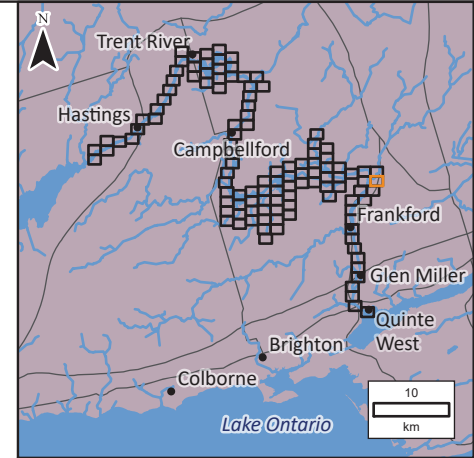 N
Trent River
Hastings
Campbellford
Frankford
Glen Miller
Quinte
West
Brighton
Colborne
Lake Ontario
10
km